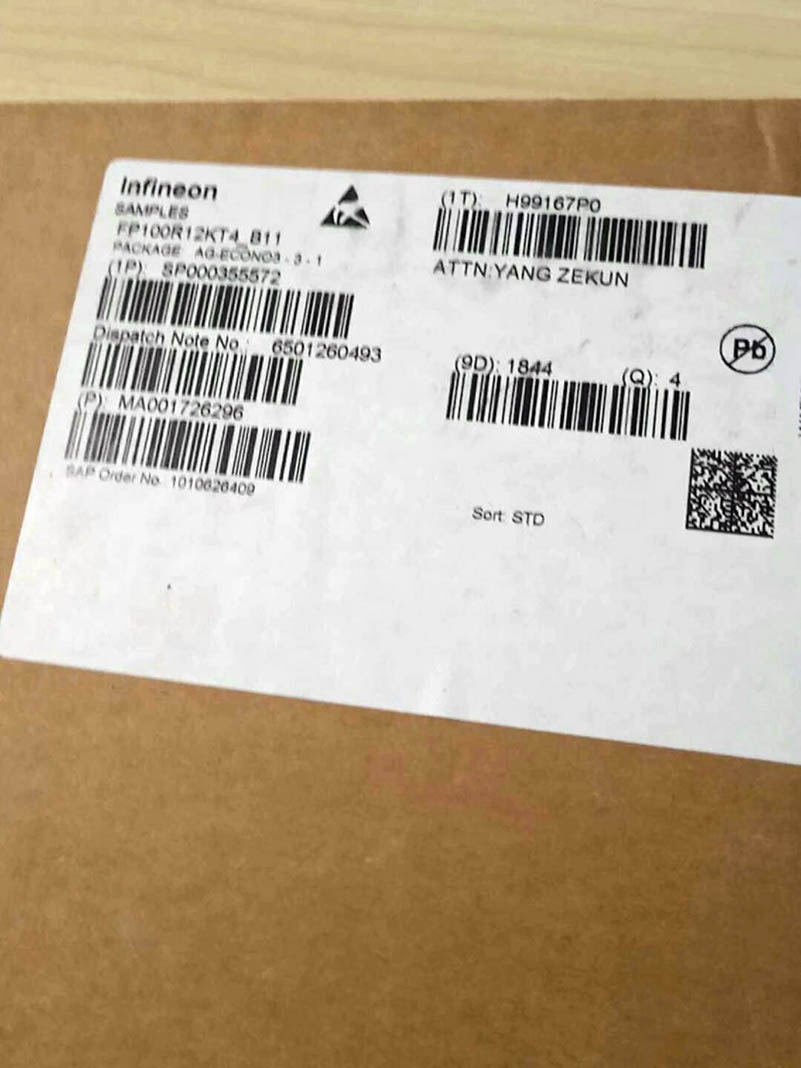 Infineon
SAMPLES
FP100R12KT4_B11
PACKAGE: AG-ECONO3 - 3 - 1
(1P): SP000355572
Dispatch Note No.: 6501260493
(P): MA001726296
SAP Order No. 1010626409
(1T): H99167P0
ATTN:YANG ZEKUN
Pb
(9D): 1844 (Q): 4
Sort: STD